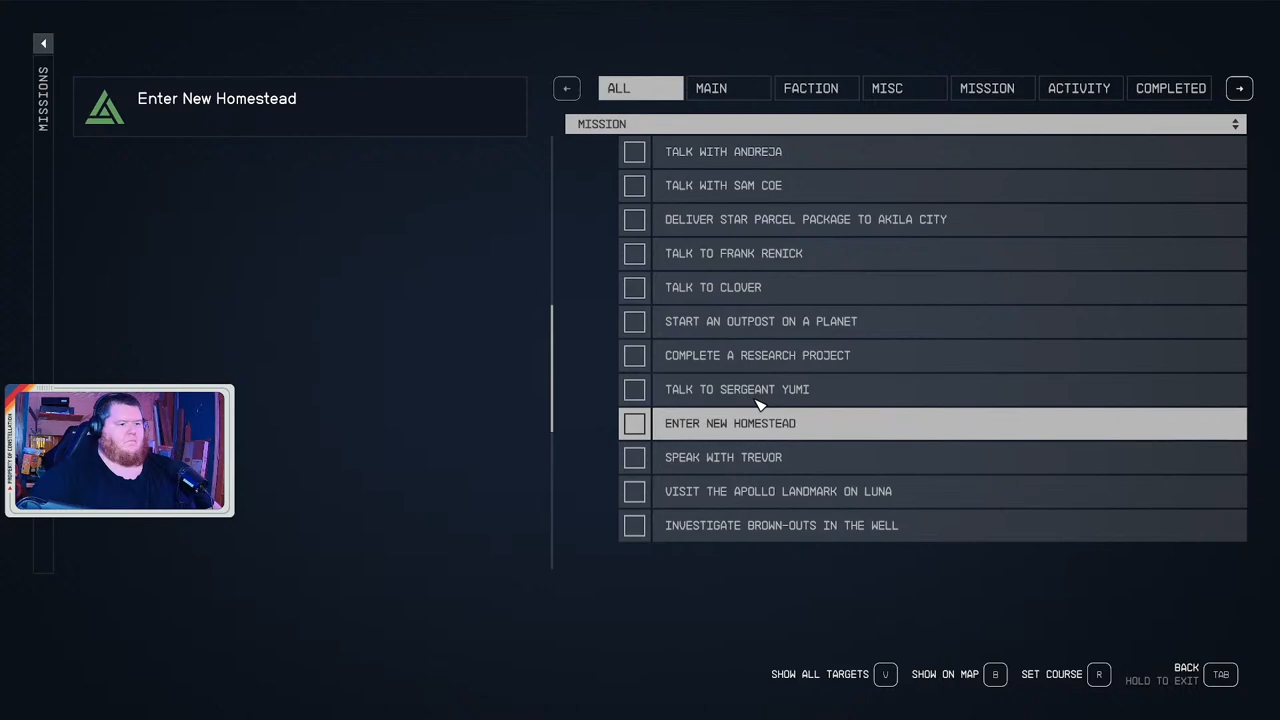 MISSIONS
Enter New Homestead
ALL
MAIN
FACTION
MISC
MISSION
ACTIVITY
COMPLETED
MISSION
TALK WITH ANDREJA
TALK WITH SAM COE
DELIVER STAR PARCEL PACKAGE TO AKILA CITY
TALK TO FRANK RENICK
TALK TO CLOVER
START AN OUTPOST ON A PLANET
COMPLETE A RESEARCH PROJECT
TALK TO SERGEANT YUMI
ENTER NEW HOMESTEAD
SPEAK WITH TREVOR
VISIT THE APOLLO LANDMARK ON LUNA
INVESTIGATE BROWN-OUTS IN THE WELL
PROPERTY OF CONSTELLATION
SHOW ALL TARGETS V
SHOW ON MAP B
SET COURSE R
BACK
HOLD TO EXIT
TAB